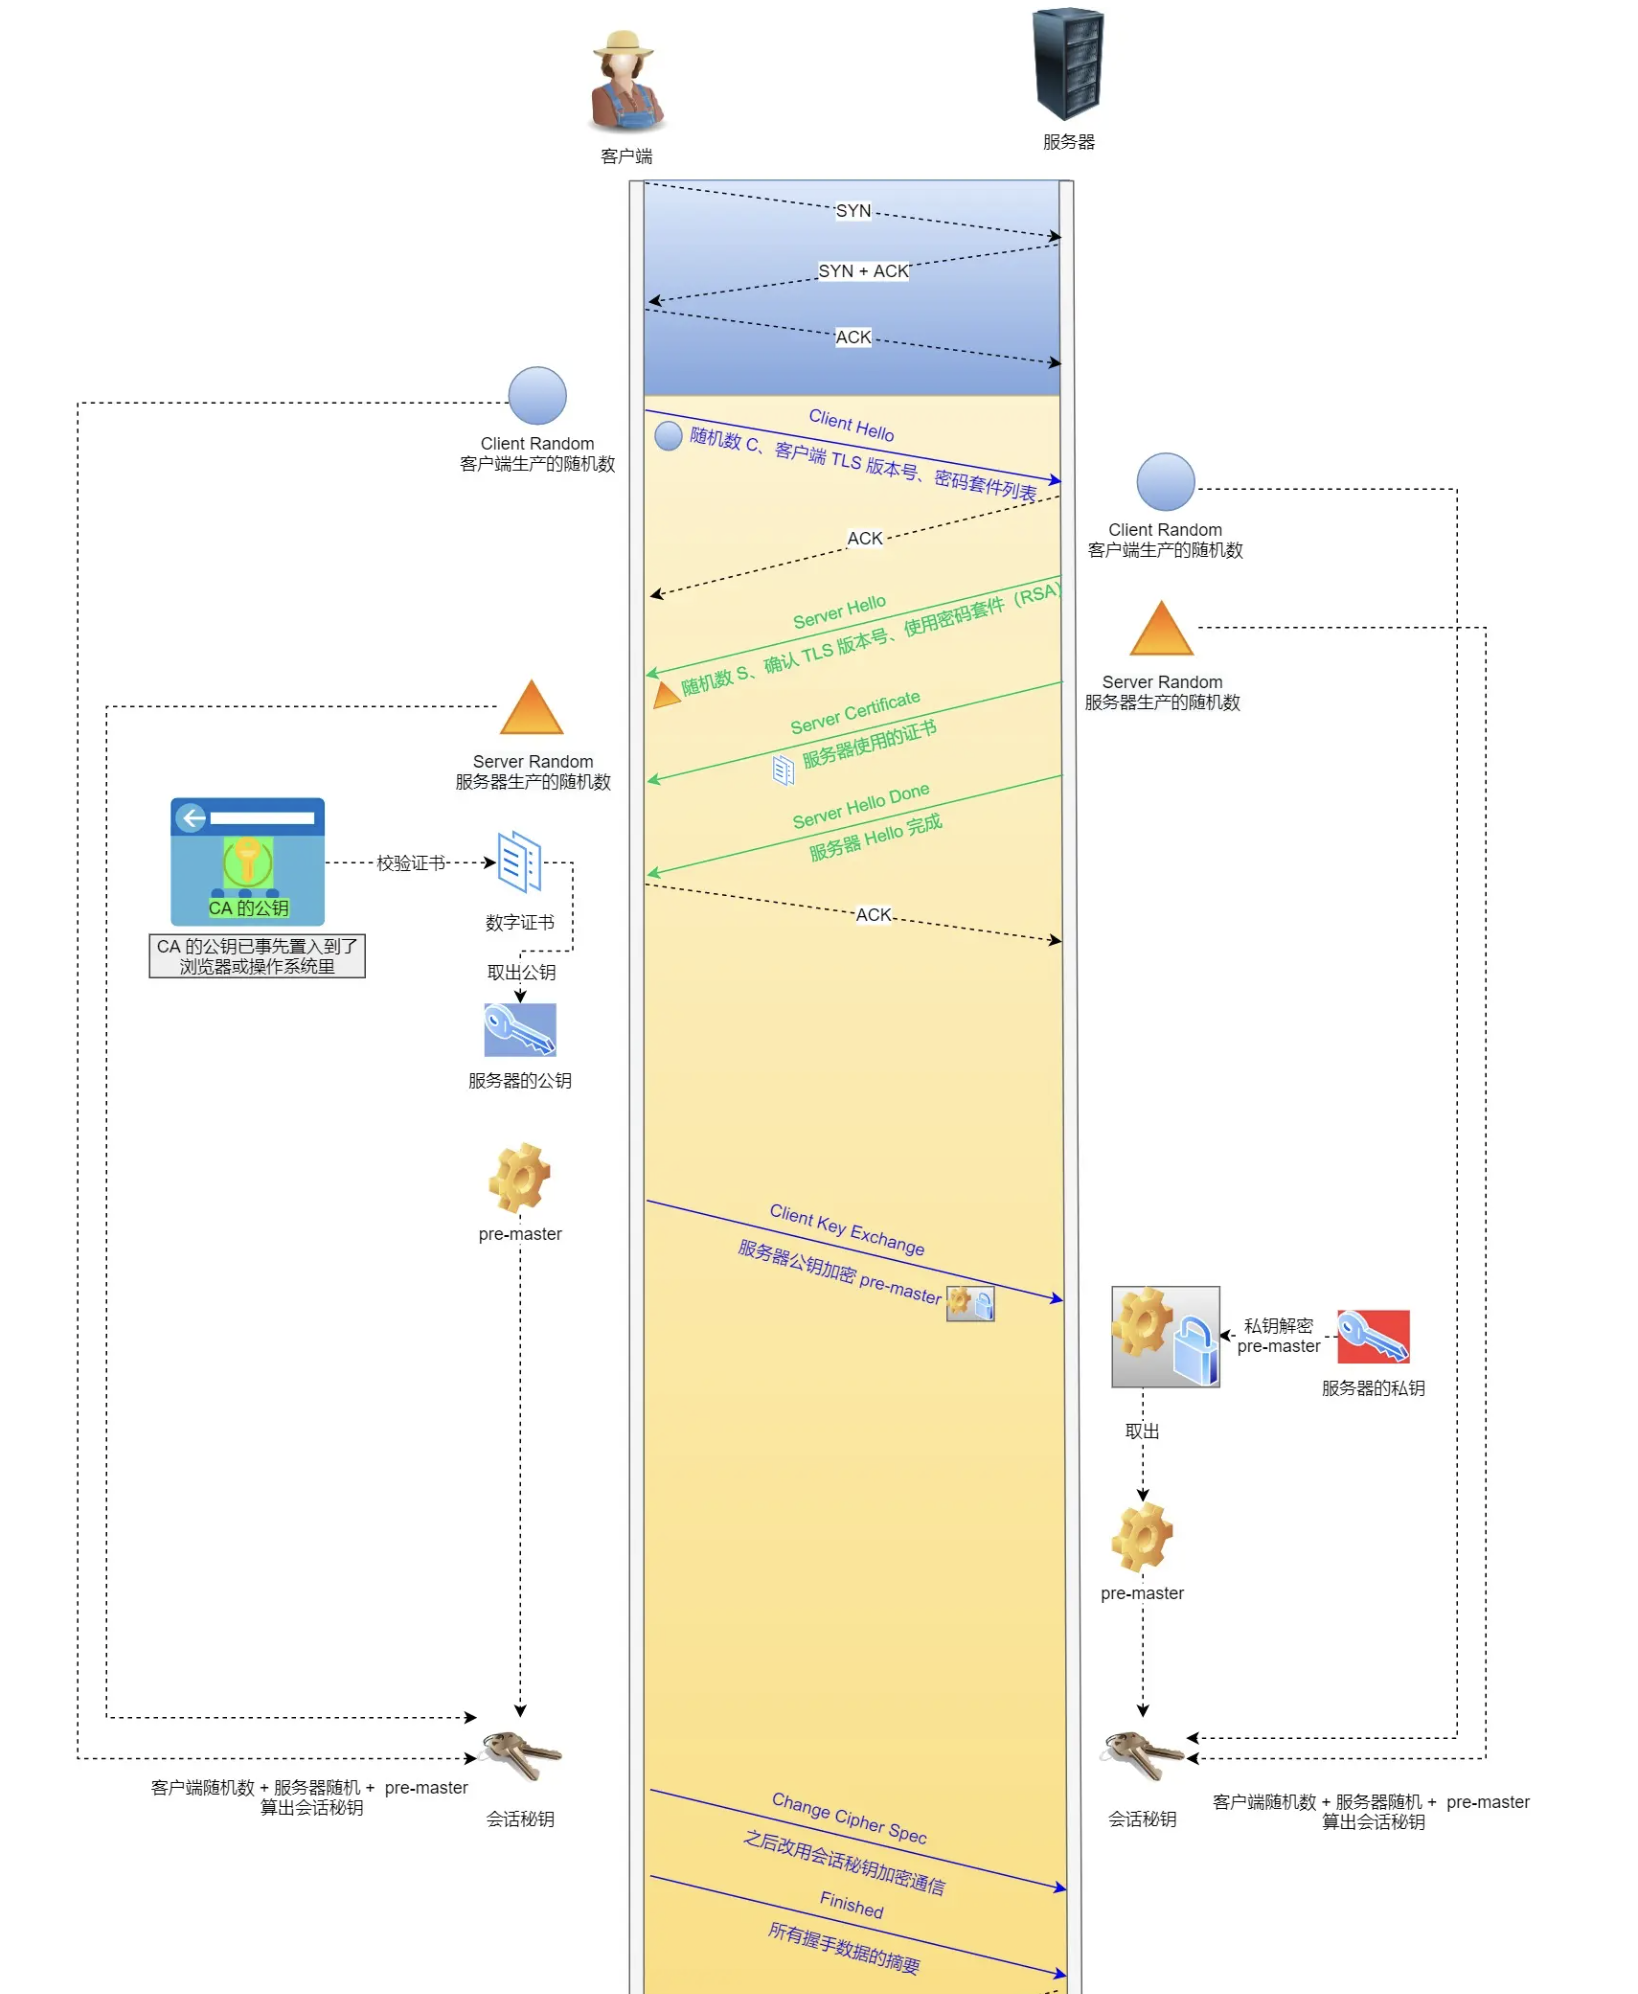 客户端
服务器
SYN
SYN + ACK
ACK
Client Random
客户端生产的随机数
Client Hello
随机数 C、客户端 TLS 版本号、密码套件列表
Client Random
客户端生产的随机数
ACK
Server Hello
随机数 S、确认 TLS 版本号、使用密码套件（RSA）
Server Random
服务器生产的随机数
Server Random
服务器生产的随机数
Server Certificate
服务器使用的证书
Server Hello Done
服务器 Hello 完成
校验证书
CA 的公钥
数字证书
CA 的公钥已事先置入到了
浏览器或操作系统里
ACK
取出公钥
服务器的公钥
pre-master
Client Key Exchange
服务器公钥加密 pre-master
私钥解密
pre-master
服务器的私钥
取出
pre-master
客户端随机数 + 服务器随机 + pre-master
算出会话秘钥
会话秘钥
会话秘钥
客户端随机数 + 服务器随机 + pre-master
算出会话秘钥
Change Cipher Spec
之后改用会话秘钥加密通信
Finished
所有握手数据的摘要